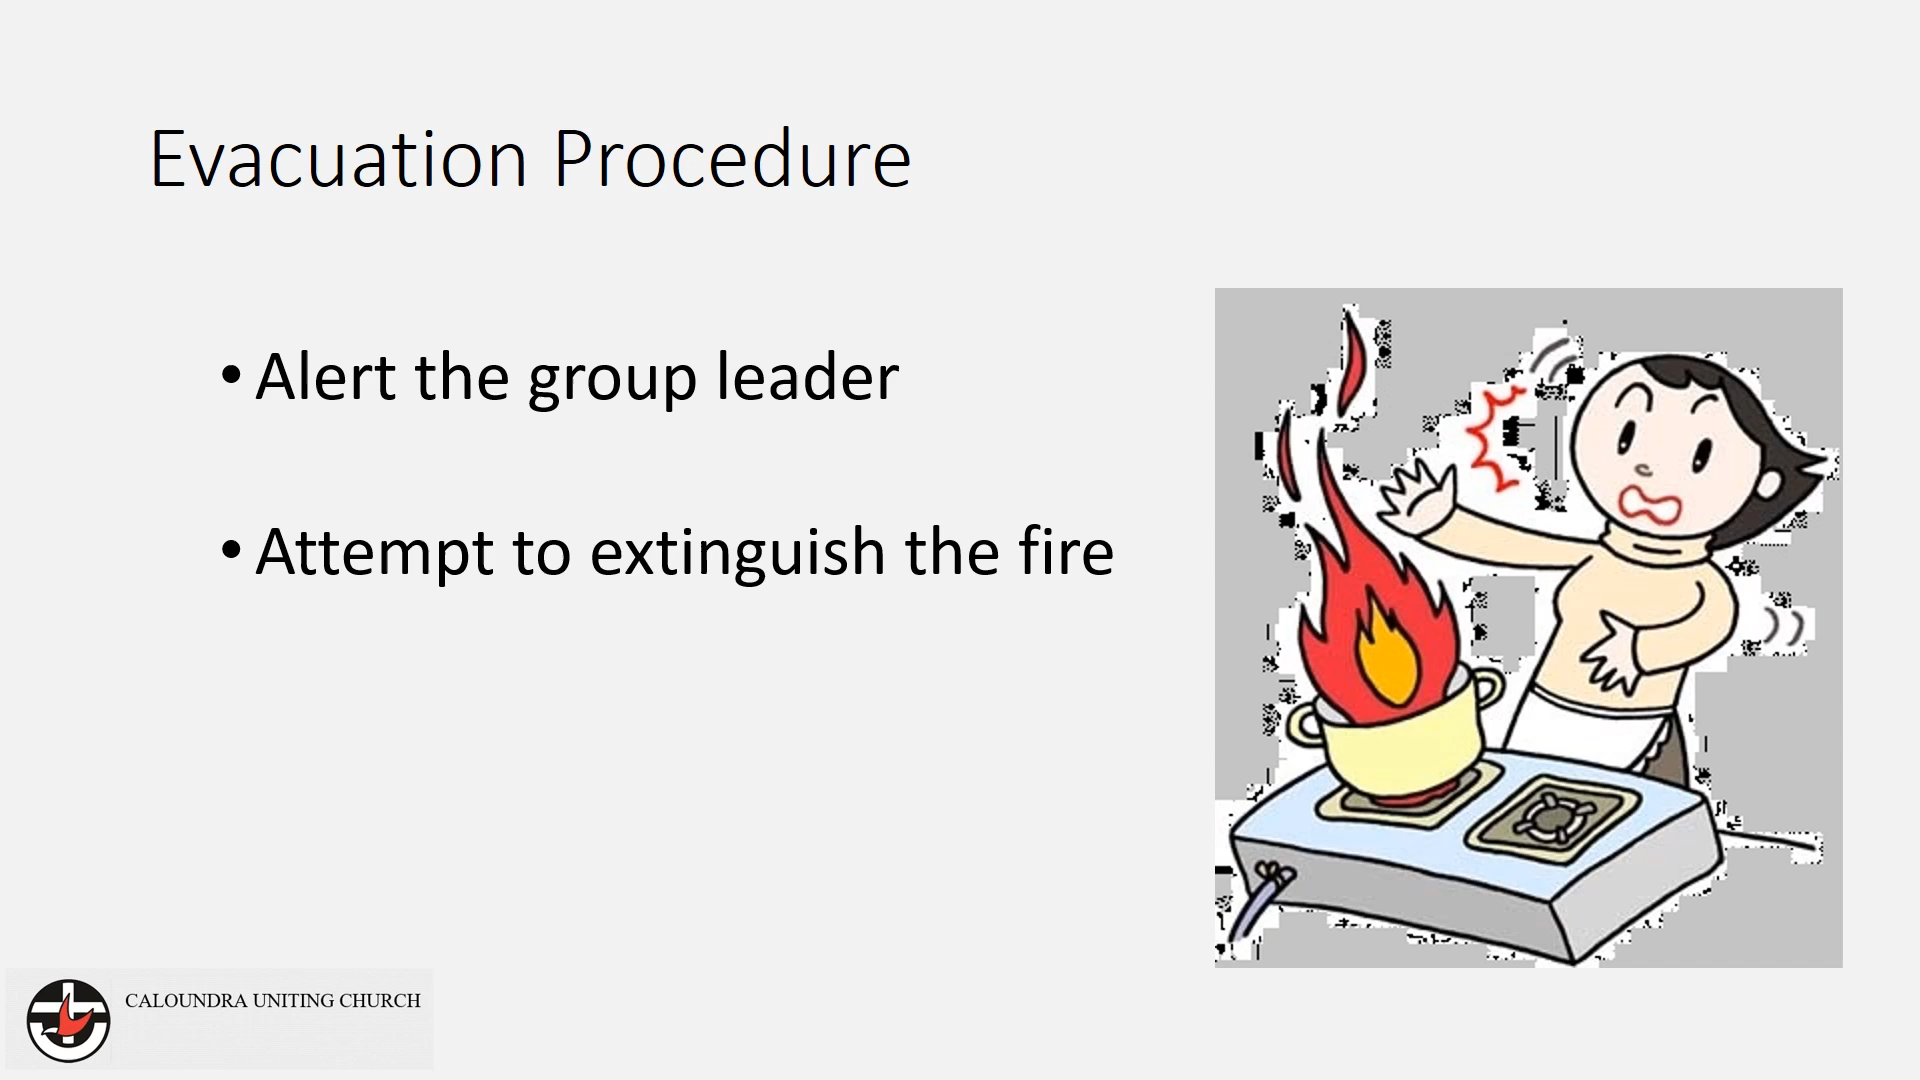 Evacuation Procedure
• Alert the group leader
• Attempt to extinguish the fire
CALOUNDRA UNITING CHURCH